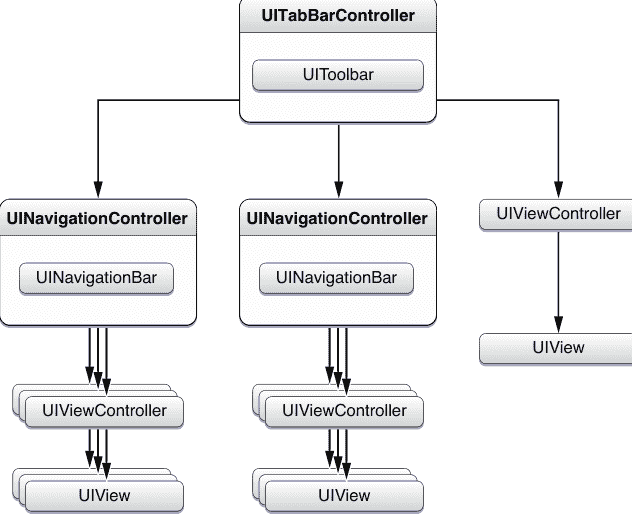 UITabBarController
UIToolbar
UINavigationController
UINavigationController
UIViewController
UINavigationBar
UINavigationBar
UIView
UIViewController
UIViewController
UIView
UIView